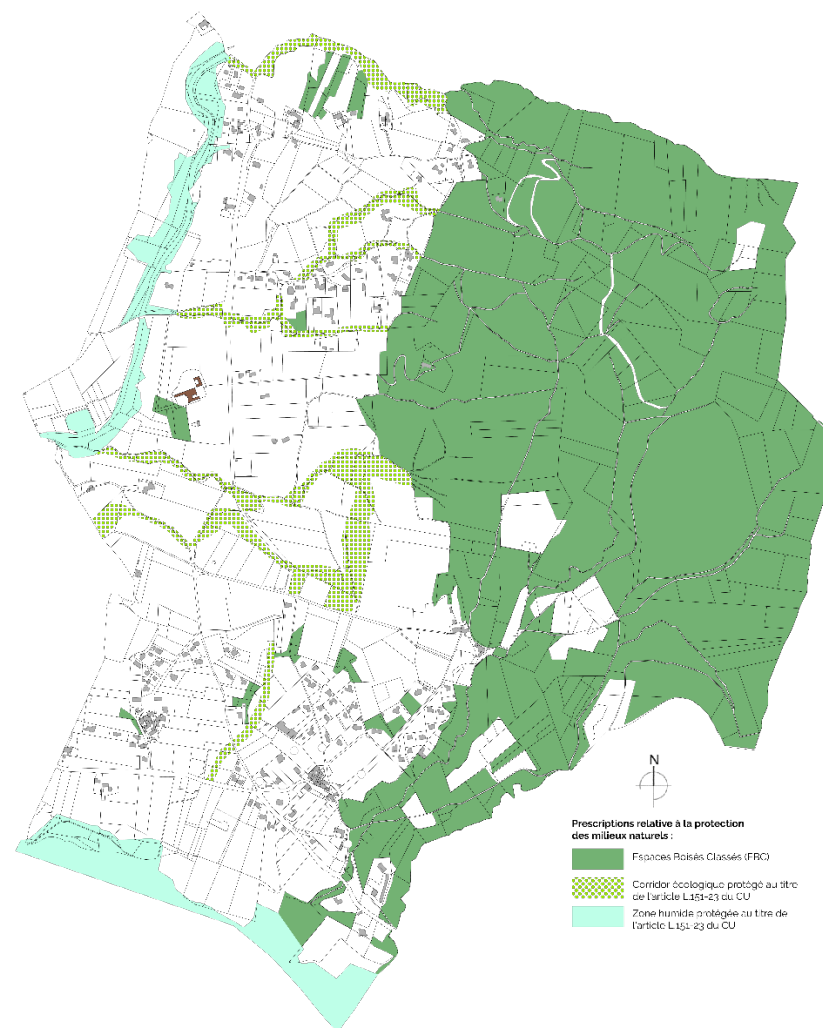 N
Prescriptions relative à la protection
des milieux naturels :
Espaces Boisés Classés (EBC)
Corridor écologique protégé au titre
de l'article L.151-23 du CU
Zone humide protégée au titre de
l'article L.151-23 du CU